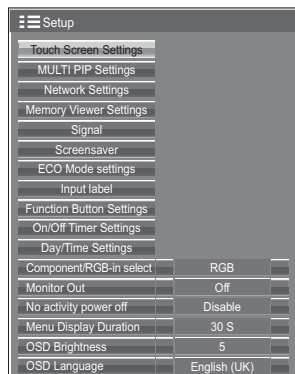 Setup
Touch Screen Settings
MULTI PIP Settings
Network Settings
Memory Viewer Settings
Signal
Screensaver
ECO Mode settings
Input label
Function Button Settings
On/Off Timer Settings
Day/Time Settings
Component/RGB-in select RGB
Monitor Out Off
No activity power off Disable
Menu Display Duration 30 S
OSD Brightness 5
OSD Language English (UK)